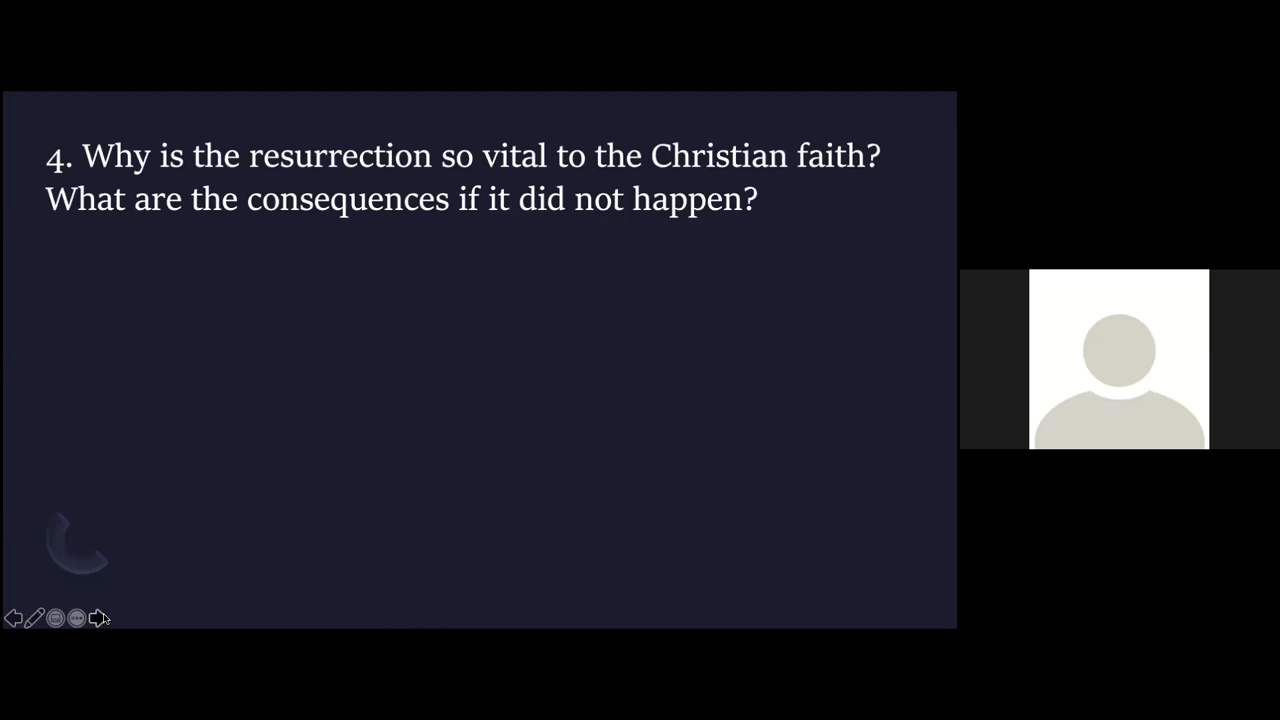 4. Why is the resurrection so vital to the Christian faith?
What are the consequences if it did not happen?